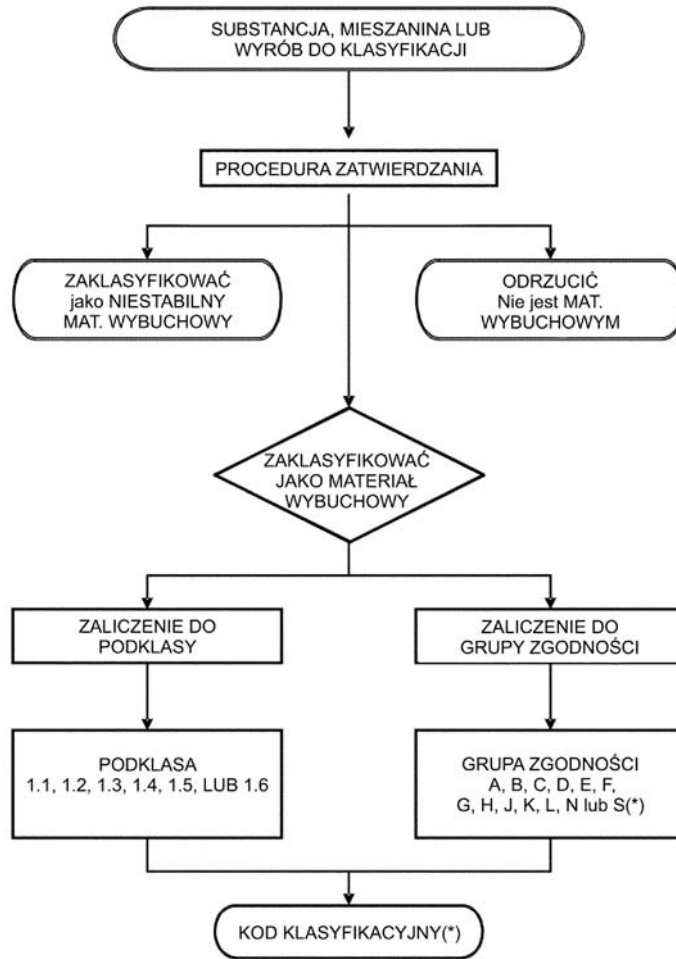 SUBSTANCJA, MIESZANINA LUB
WYRÓB DO KLASYFIKACJI
PROCEDURA ZATWIERDZANIA
ZAKLASYFIKOWAĆ
jako NIESTABILNY
MAT. WYBUCHOWY
ODRZUCIĆ
Nie jest MAT.
WYBUCHOWYM
ZAKLASYFIKOWAĆ
JAKO MATERIAŁ
WYBUCHOWY
ZALICZENIE DO
PODKLASY
ZALICZENIE DO
GRUPY ZGODNOŚCI
PODKLASA
1.1, 1.2, 1.3, 1.4, 1.5, LUB 1.6
GRUPA ZGODNOŚCI
A, B, C, D, E, F,
G, H, J, K, L, N lub S(*)
KOD KLASYFIKACYJNY(*)